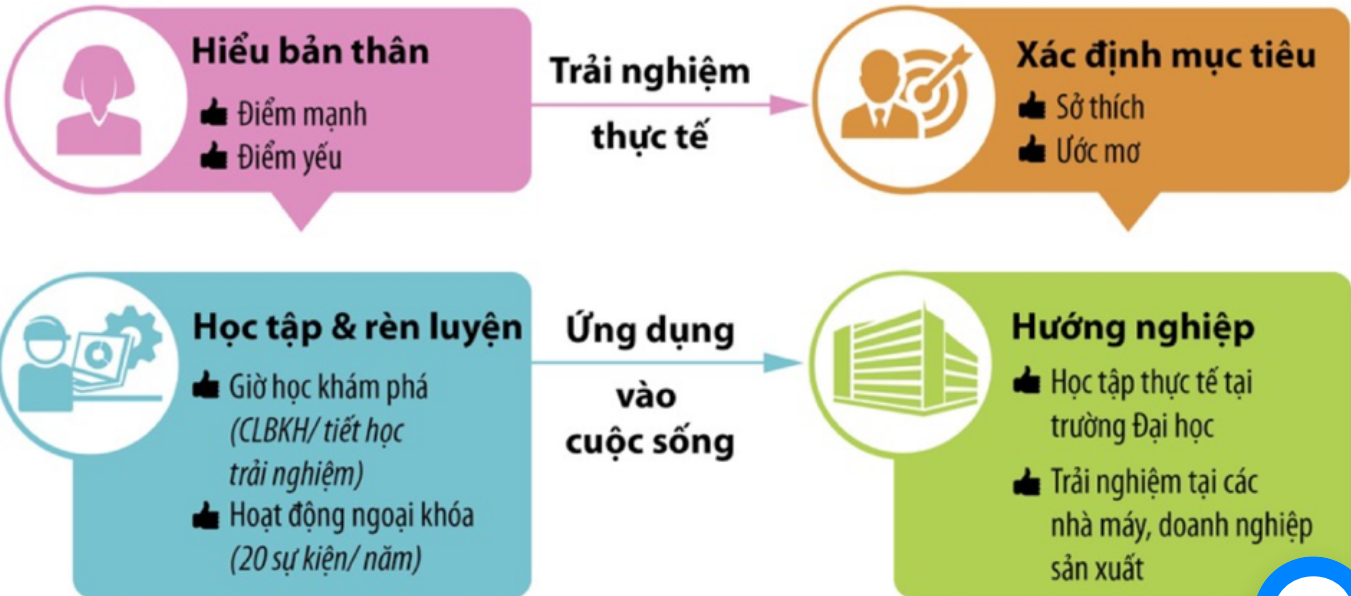 Hiểu bản thân
Điểm mạnh
Điểm yếu
Trải nghiệm
thực tế
Xác định mục tiêu
Sở thích
Ước mơ
Học tập & rèn luyện
Giờ học khám phá
(CLBKH/ tiết học
trải nghiệm)
Hoạt động ngoại khóa
(20 sự kiện/ năm)
Ứng dụng
vào
cuộc sống
Hướng nghiệp
Học tập thực tế tại
trường Đại học
Trải nghiệm tại các
nhà máy, doanh nghiệp
sản xuất